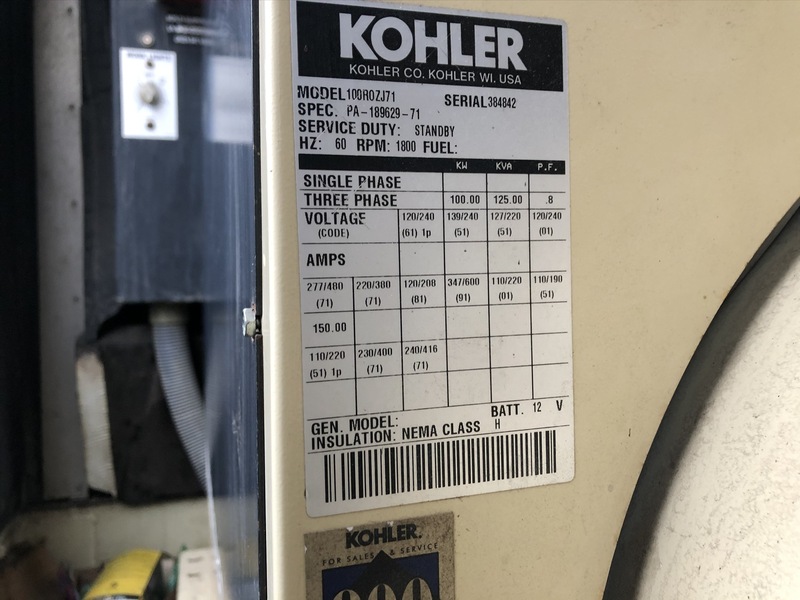 KOHLER
KOHLER CO. KOHLER WI. USA
MODEL 100ROZJ71 SERIAL 384842
SPEC. PA-189629-71
SERVICE DUTY: STANDBY
HZ: 60 RPM: 1800 FUEL:
KW KVA P.F.
SINGLE PHASE
THREE PHASE 100.00 125.00 .8
VOLTAGE 120/240 139/240 127/220 120/240
(CODE) (61) 1p (51) (51) (01)
AMPS
277/480 220/380 120/208 347/600 110/220 110/190
(71) (71) (81) (91) (01) (51)
150.00
110/220 230/400 240/416
(51) 1p (71) (71)
GEN. MODEL: BATT. 12 V
INSULATION: NEMA CLASS H
KOHLER.
FOR SALES & SERVICE